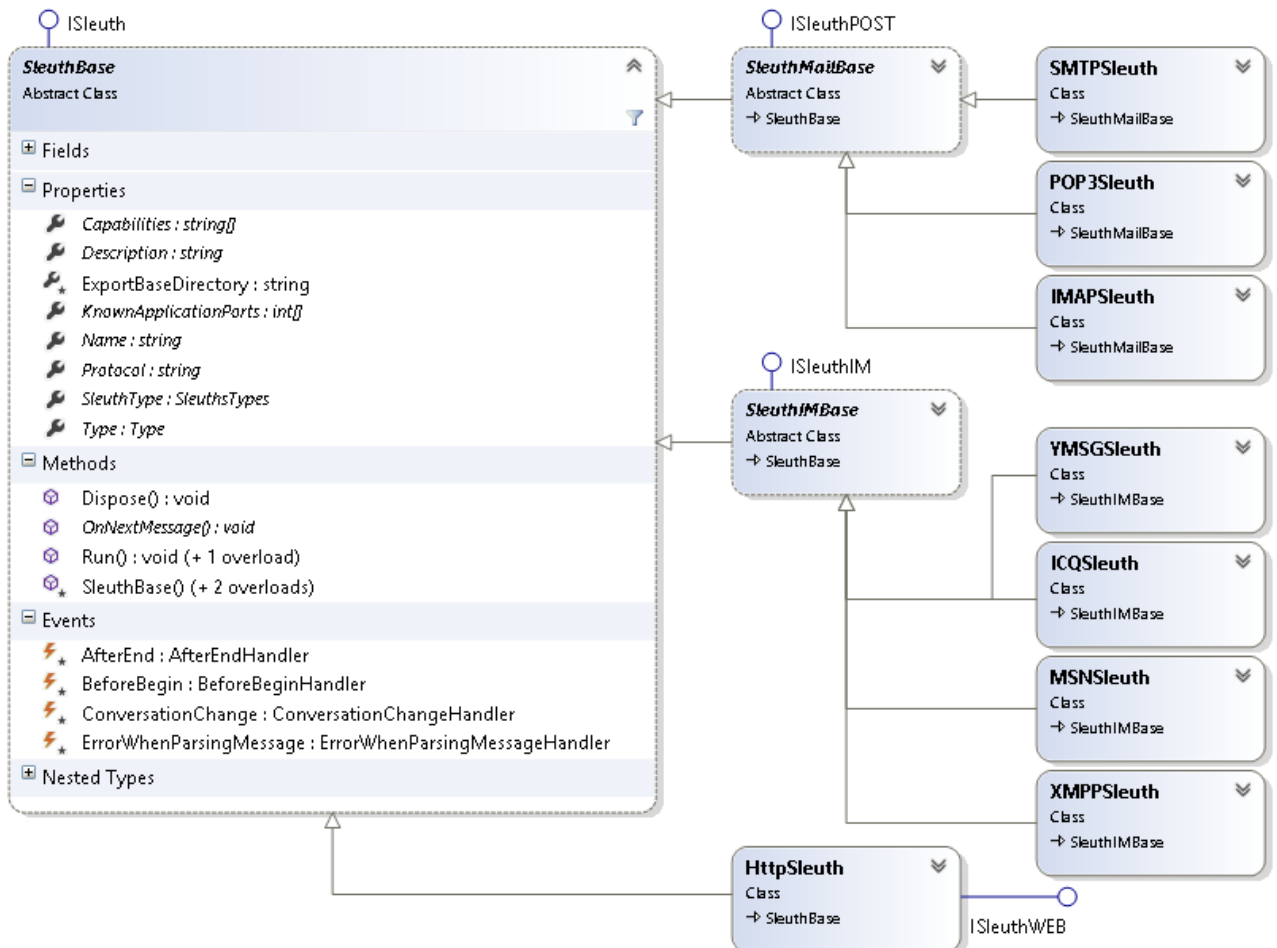 ISleuth
SleuthBase
Abstract Class
Fields
Properties
Capabilities : string[]
Description : string
ExportBaseDirectory : string
KnownApplicationPorts : int[]
Name : string
Protocol : string
SleuthType : SleuthsTypes
Type : Type
Methods
Dispose() : void
OnNextMessage() : void
Run() : void (+ 1 overload)
SleuthBase() (+ 2 overloads)
Events
AfterEnd : AfterEndHandler
BeforeBegin : BeforeBeginHandler
ConversationChange : ConversationChangeHandler
ErrorWhenParsingMessage : ErrorWhenParsingMessageHandler
Nested Types
ISleuthPOST
SleuthMailBase
Abstract Class
SleuthBase
SMTPSleuth
Class
SleuthMailBase
POP3Sleuth
Class
SleuthMailBase
IMAPSleuth
Class
SleuthMailBase
ISleuthIM
SleuthIMBase
Abstract Class
SleuthBase
YMSGSleuth
Class
SleuthIMBase
ICQSleuth
Class
SleuthIMBase
MSNSleuth
Class
SleuthIMBase
XMPPSleuth
Class
SleuthIMBase
HttpSleuth
Class
SleuthBase
ISleuthWEB